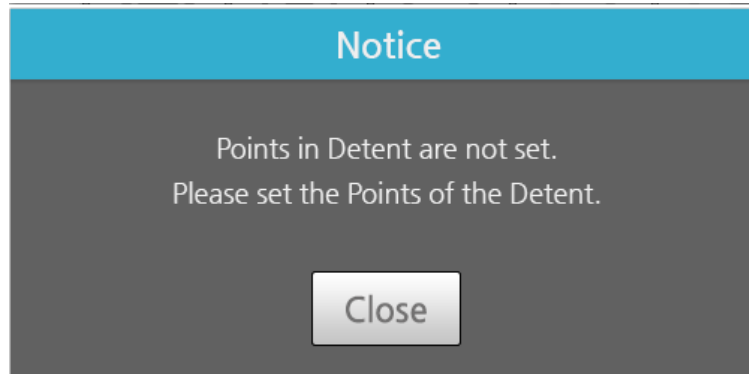 Notice
Points in Detent are not set.
Please set the Points of the Detent.
Close